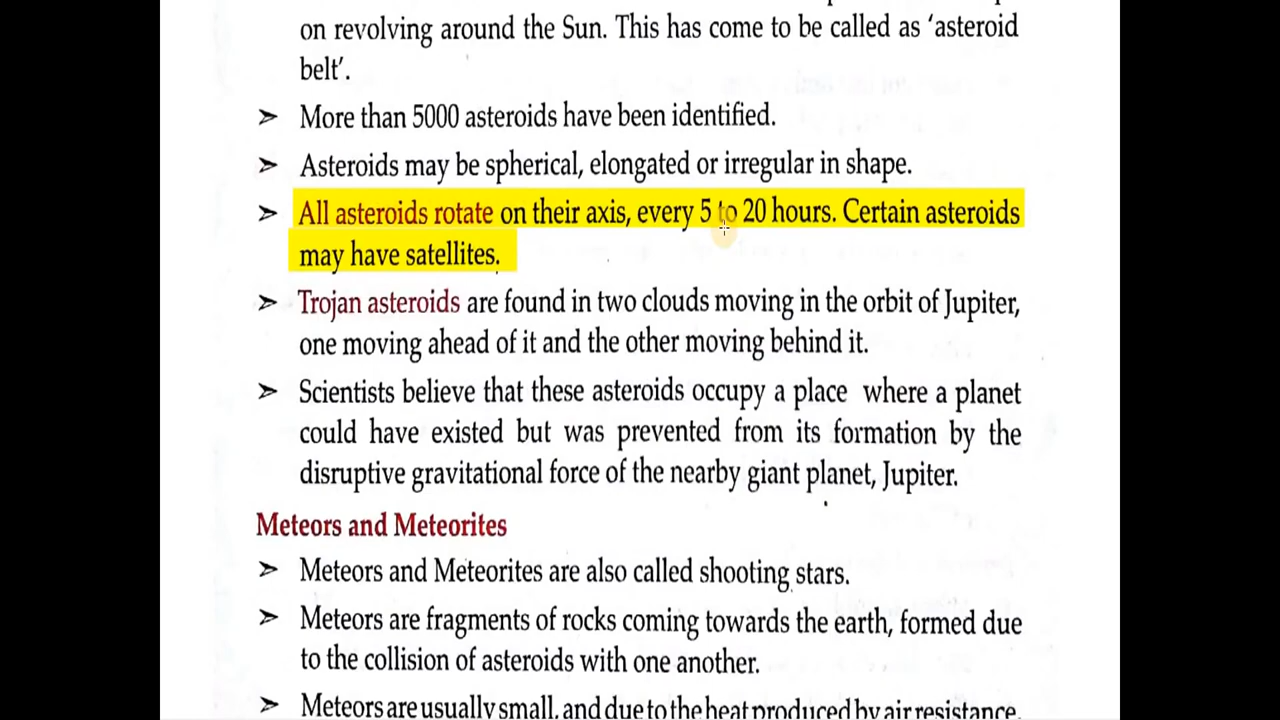 on revolving around the Sun. This has come to be called as ‘asteroid
belt’.
➢ More than 5000 asteroids have been identified.
➢ Asteroids may be spherical, elongated or irregular in shape.
➢ All asteroids rotate on their axis, every 5 to 20 hours. Certain asteroids
may have satellites.
➢ Trojan asteroids are found in two clouds moving in the orbit of Jupiter,
one moving ahead of it and the other moving behind it.
➢ Scientists believe that these asteroids occupy a place where a planet
could have existed but was prevented from its formation by the
disruptive gravitational force of the nearby giant planet, Jupiter.
Meteors and Meteorites
➢ Meteors and Meteorites are also called shooting stars.
➢ Meteors are fragments of rocks coming towards the earth, formed due
to the collision of asteroids with one another.
➢ Meteors are usually small, and due to the heat produced by air resistance,